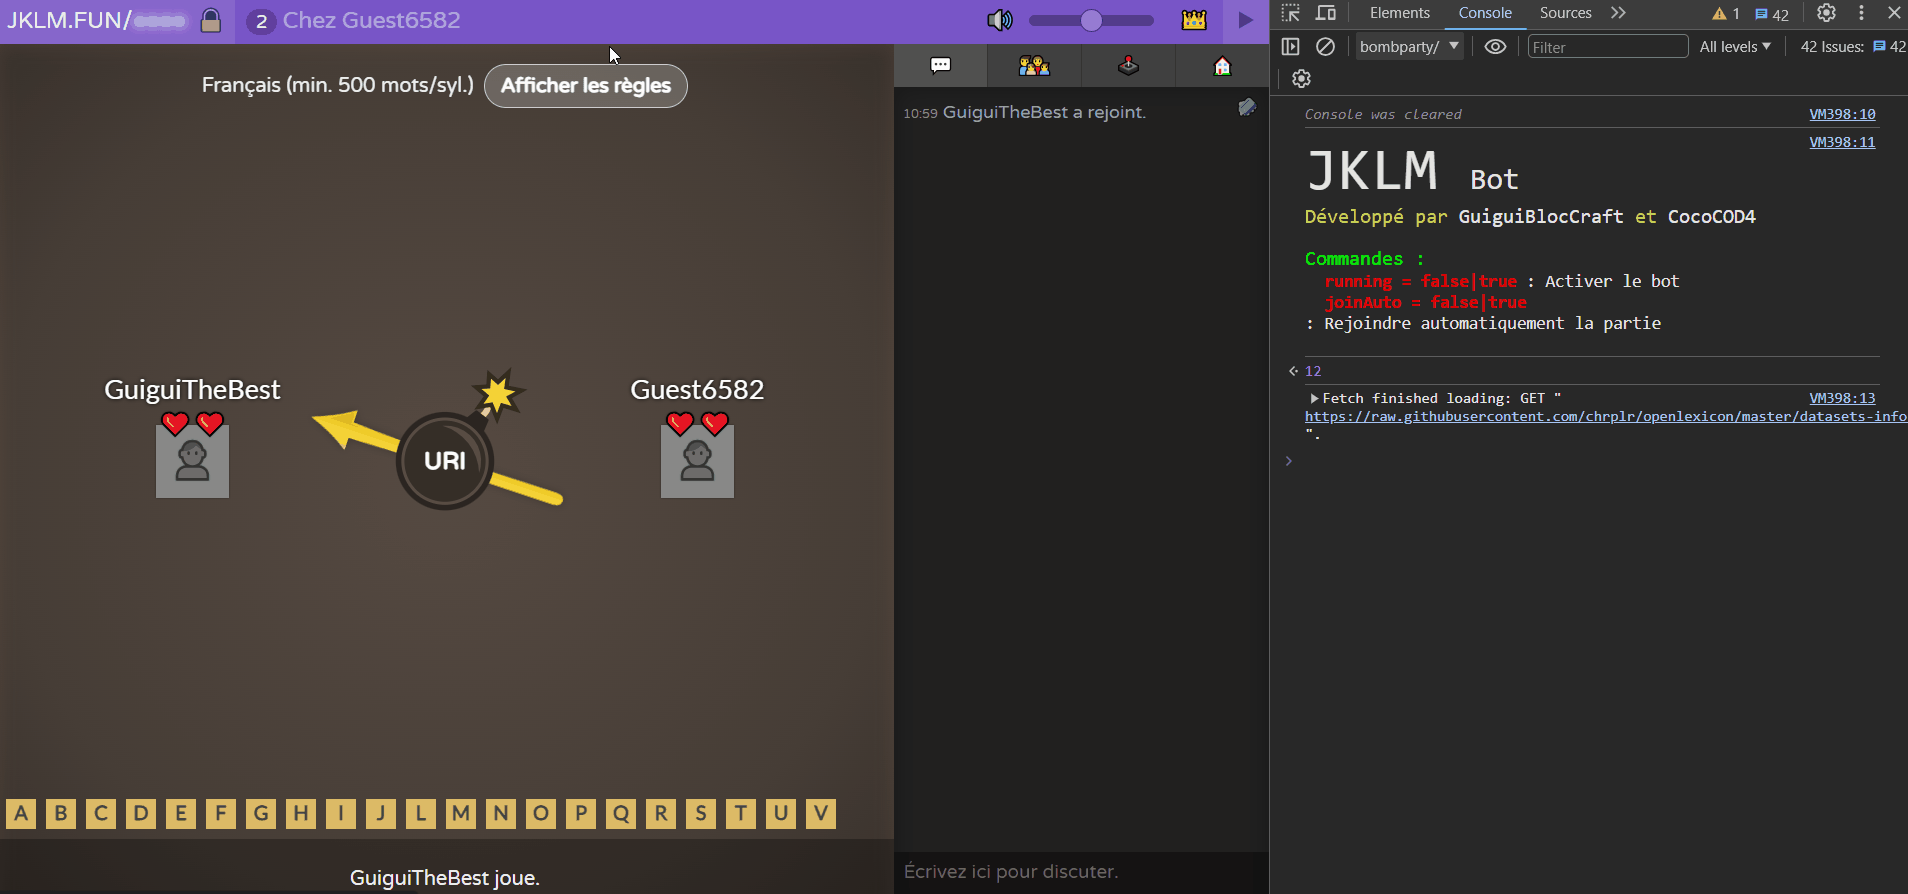 JKLM.FUN/
2 Chez Guest6582
Français (min. 500 mots/syl.) Afficher les règles
GuiguiTheBest
Guest6582
URI
A B C D E F G H I J L M N O P Q R S T U V
GuiguiTheBest joue.
10:59 GuiguiTheBest a rejoint.
Écrivez ici pour discuter.
Elements Console Sources 1 42
bombparty/ Filter All levels 42 Issues: 42
Console was cleared VM398:10
VM398:11
JKLM Bot
Développé par GuiguiBlocCraft et CocoCOD4
Commandes :
running = false|true : Activer le bot
joinAuto = false|true
: Rejoindre automatiquement la partie
12
Fetch finished loading: GET " VM398:13
https://raw.githubusercontent.com/chrplr/openlexicon/master/datasets-info
".